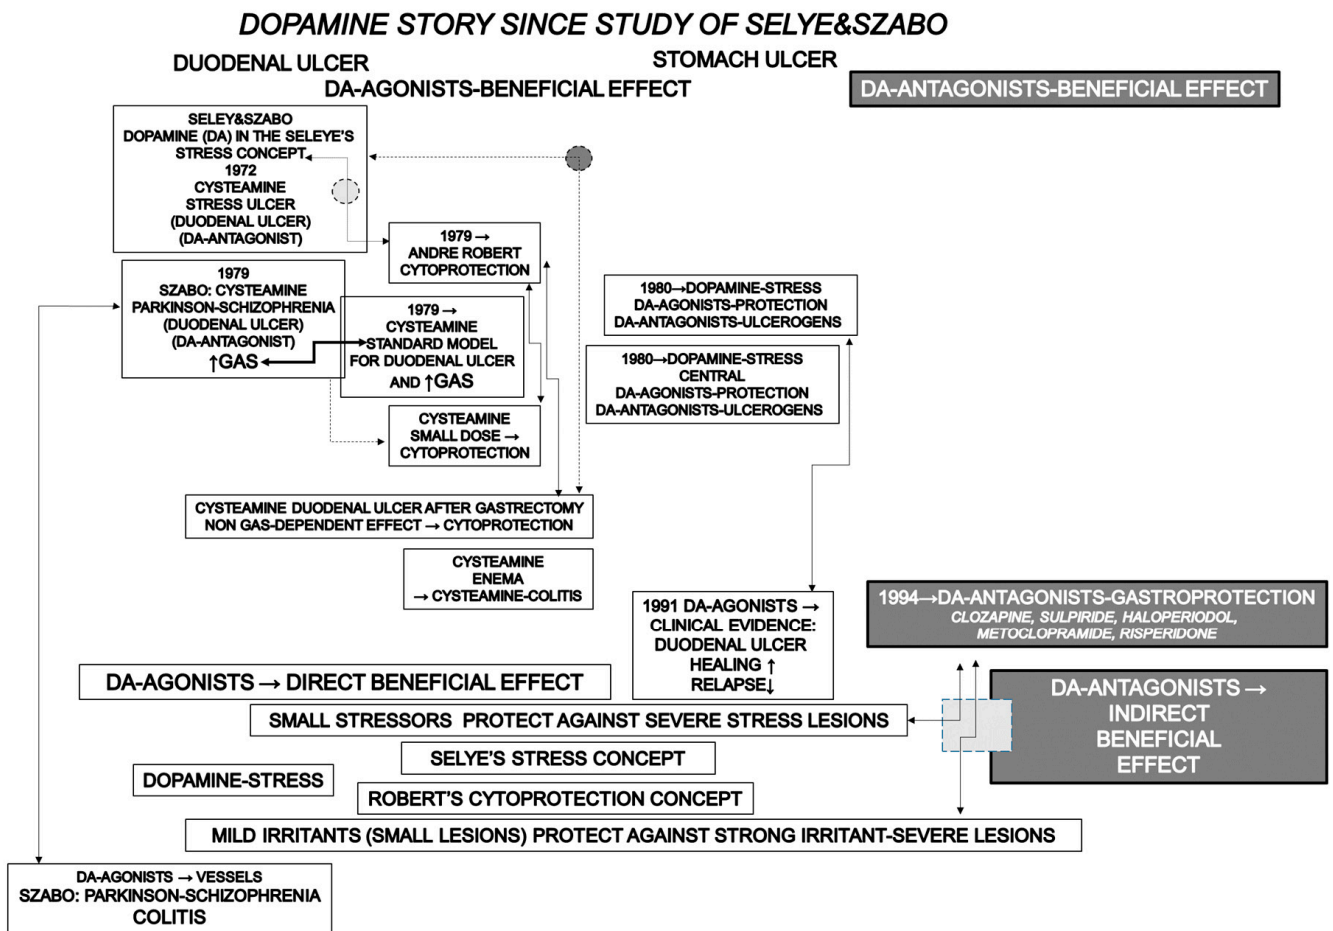 DOPAMINE STORY SINCE STUDY OF SELYE&SZABO
DUODENAL ULCER
STOMACH ULCER
DA-AGONISTS-BENEFICIAL EFFECT
DA-ANTAGONISTS-BENEFICIAL EFFECT
SELEY&SZABO
DOPAMINE (DA) IN THE SELEYE'S
STRESS CONCEPT
1972
CYSTEAMINE
STRESS ULCER
(DUODENAL ULCER)
(DA-ANTAGONIST)
1979 →
ANDRE ROBERT
CYTOPROTECTION
1979
SZABO: CYSTEAMINE
PARKINSON-SCHIZOPHRENIA
(DUODENAL ULCER)
(DA-ANTAGONIST)
↑GAS
1979 →
CYSTEAMINE
STANDARD MODEL
FOR DUODENAL ULCER
AND ↑GAS
1980→DOPAMINE-STRESS
DA-AGONISTS-PROTECTION
DA-ANTAGONISTS-ULCEROGENS
1980→DOPAMINE-STRESS
CENTRAL
DA-AGONISTS-PROTECTION
DA-ANTAGONISTS-ULCEROGENS
CYSTEAMINE
SMALL DOSE →
CYTOPROTECTION
CYSTEAMINE DUODENAL ULCER AFTER GASTRECTOMY
NON GAS-DEPENDENT EFFECT → CYTOPROTECTION
CYSTEAMINE
ENEMA
→ CYSTEAMINE-COLITIS
1991 DA-AGONISTS →
CLINICAL EVIDENCE:
DUODENAL ULCER
HEALING ↑
RELAPSE↓
1994→DA-ANTAGONISTS-GASTROPROTECTION
CLOZAPINE, SULPIRIDE, HALOPERIODOL,
METOCLOPRAMIDE, RISPERIDONE
DA-AGONISTS → DIRECT BENEFICIAL EFFECT
DA-ANTAGONISTS →
INDIRECT
BENEFICIAL
EFFECT
SMALL STRESSORS PROTECT AGAINST SEVERE STRESS LESIONS
SELYE'S STRESS CONCEPT
DOPAMINE-STRESS
ROBERT'S CYTOPROTECTION CONCEPT
MILD IRRITANTS (SMALL LESIONS) PROTECT AGAINST STRONG IRRITANT-SEVERE LESIONS
DA-AGONISTS → VESSELS
SZABO: PARKINSON-SCHIZOPHRENIA
COLITIS